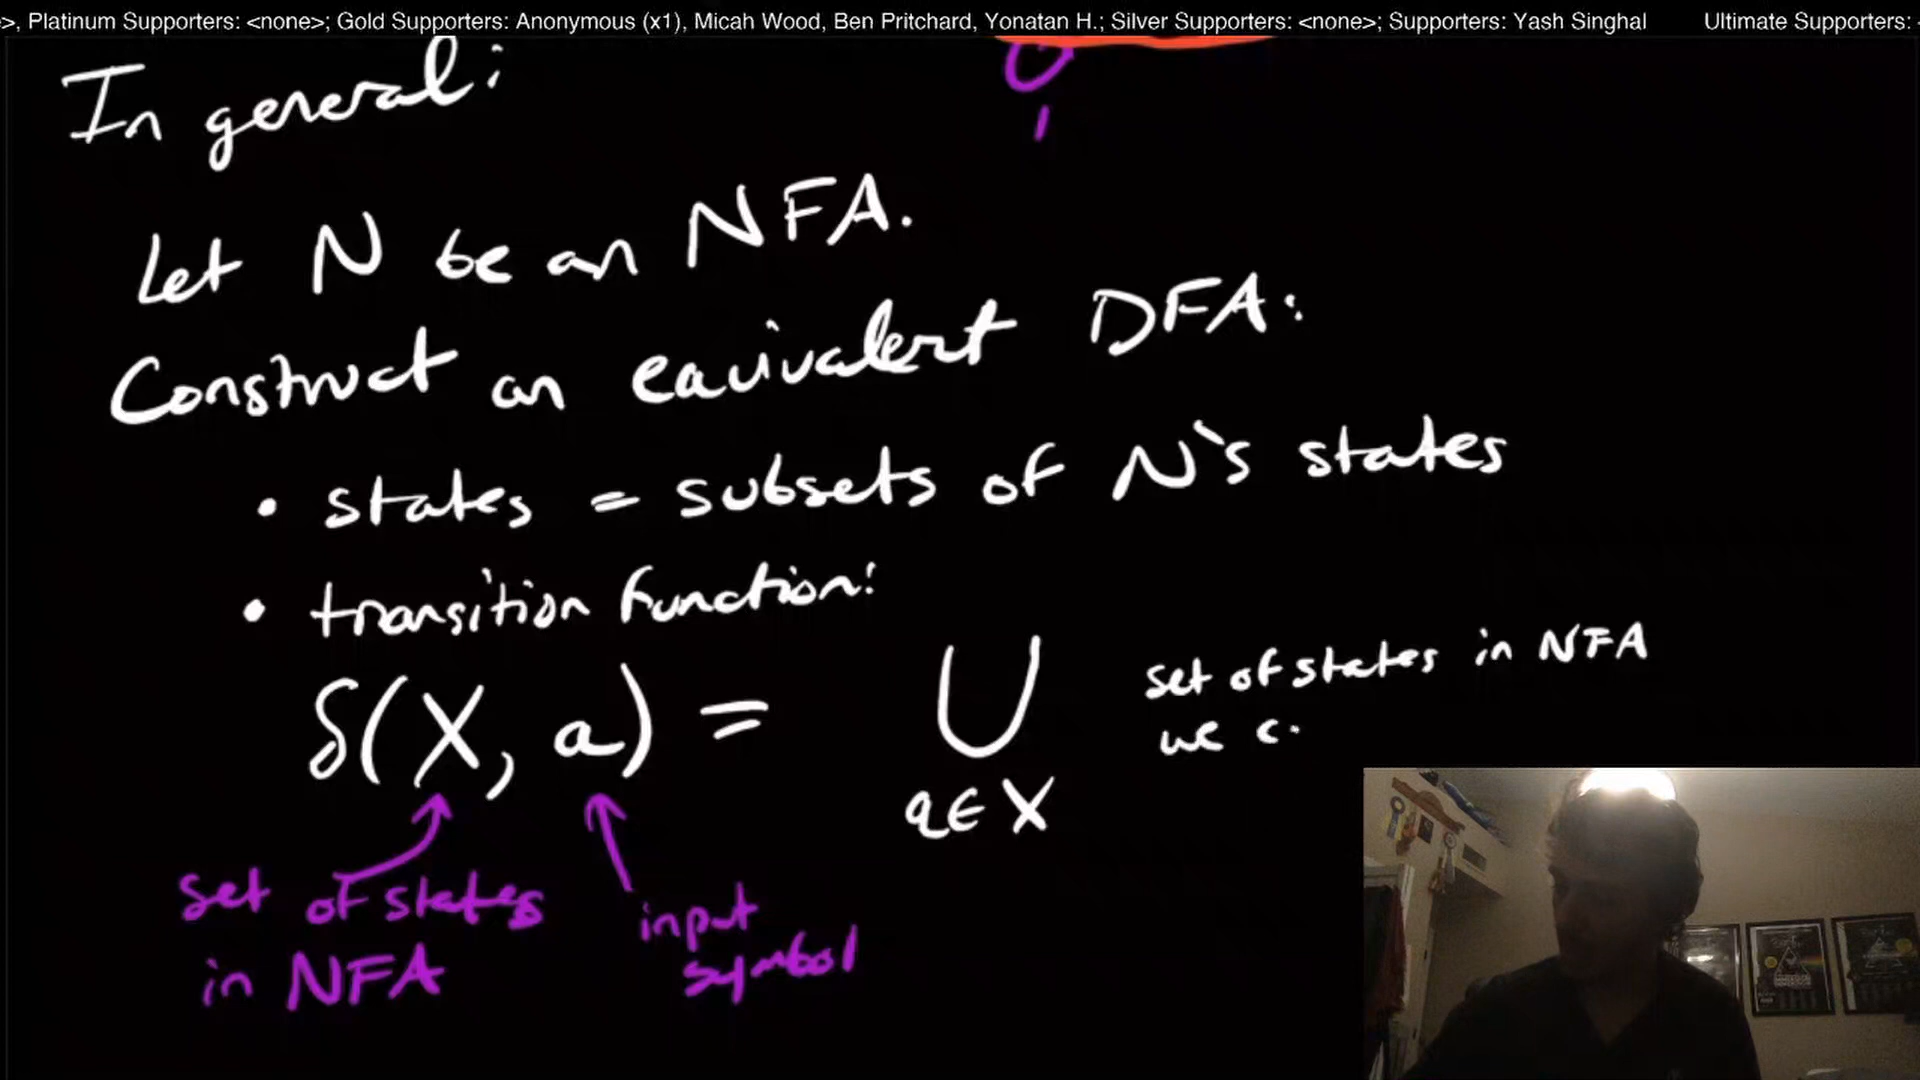 >, Platinum Supporters: <none>; Gold Supporters: Anonymous (x1), Micah Wood, Ben Pritchard, Yonatan H.; Silver Supporters: <none>; Supporters: Yash Singhal Ultimate Supporters:
In general:
1
Let N be an NFA.
Construct an equivalent DFA:
• states = subsets of N's states
• transition function:
δ(X, a) = ⋃ set of states in NFA
we c
q∈X
set of states
in NFA
input
symbol